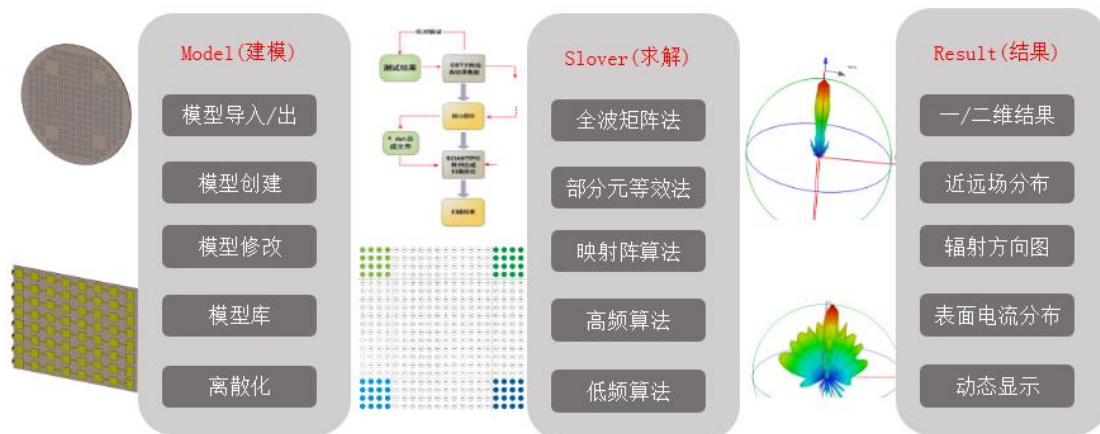 Model(建模)
模型导入/出
模型创建
模型修改
模型库
离散化
测试结果
Slover(求解)
全波矩阵法
部分元等效法
映射阵算法
高频算法
低频算法
Result(结果)
一/二维结果
近远场分布
辐射方向图
表面电流分布
动态显示